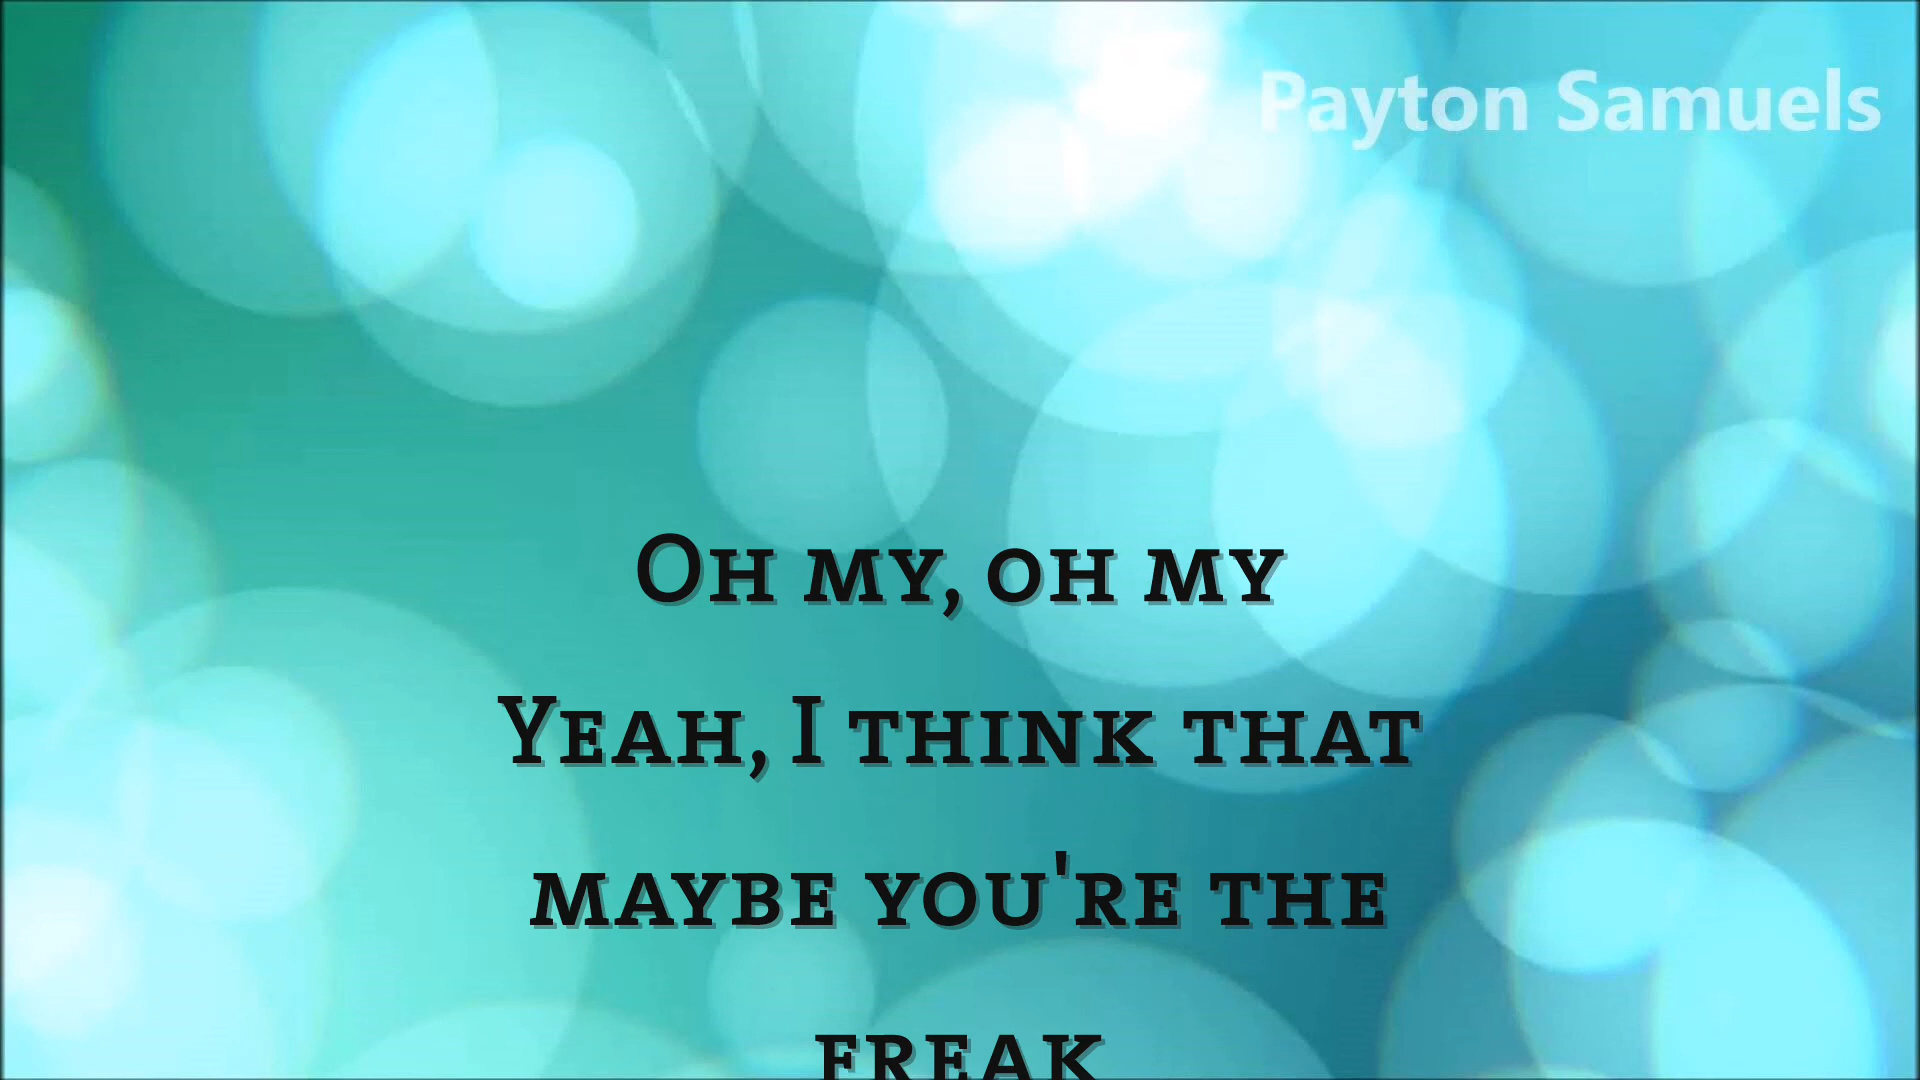 Payton Samuels
Oh my, oh my
Yeah, I think that
maybe you're the
freak